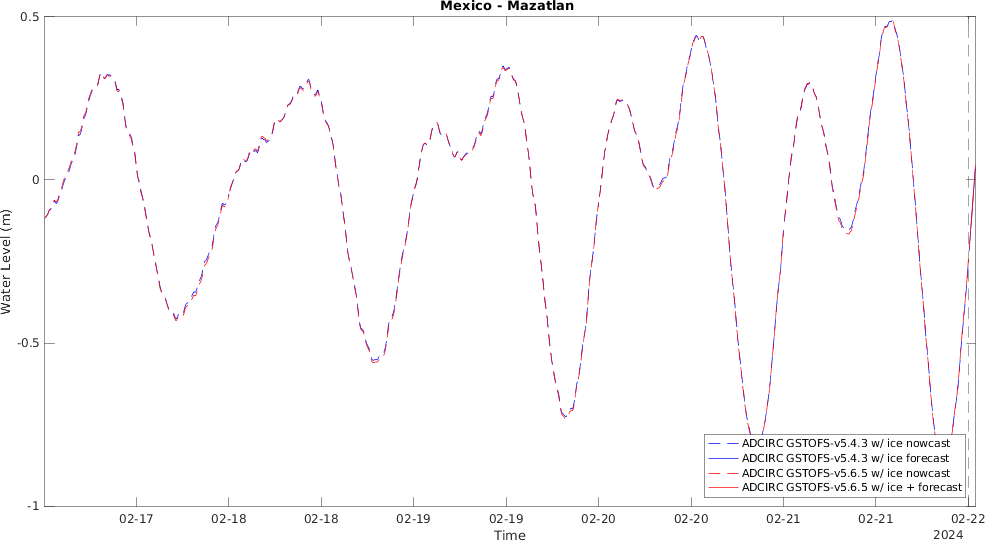 Mexico - Mazatlan
0.5
0
-0.5
-1
Water Level (m)
ADCIRC GSTOFS-v5.4.3 w/ ice nowcast
ADCIRC GSTOFS-v5.4.3 w/ ice forecast
ADCIRC GSTOFS-v5.6.5 w/ ice nowcast
ADCIRC GSTOFS-v5.6.5 w/ ice + forecast
02-17 02-18 02-18 02-19 02-19 02-20 02-20 02-21 02-21 02-22
Time 2024